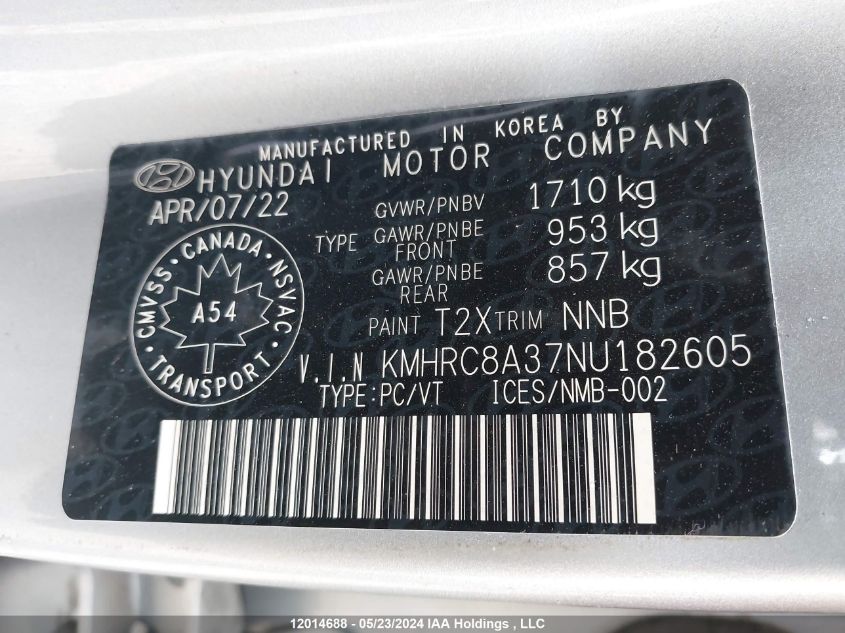 MANUFACTURED IN KOREA BY
HYUNDAI MOTOR COMPANY
APR/07/22
GVWR/PNBV 1710 kg
TYPE GAWR/PNBE FRONT 953 kg
GAWR/PNBE REAR 857 kg
PAINT T2X TRIM NNB
CMVSS · CANADA · NSVAC · TRANSPORT ·
A54
V.I.N KMHRC8A37NU182605
TYPE:PC/VT ICES/NMB-002
12014688 - 05/23/2024 IAA Holdings , LLC